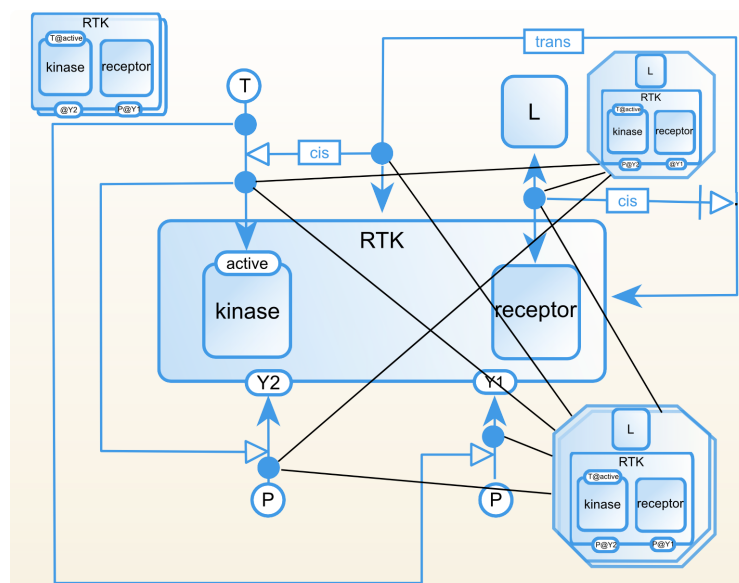 RTK
T@active
kinase receptor
@Y2 P@Y1
T
cis
trans
L
L
RTK
T@active
kinase receptor
P@Y2 @Y1
cis
RTK
active
kinase
receptor
Y2
Y1
P
P
L
RTK
T@active
kinase receptor
P@Y2 P@Y1